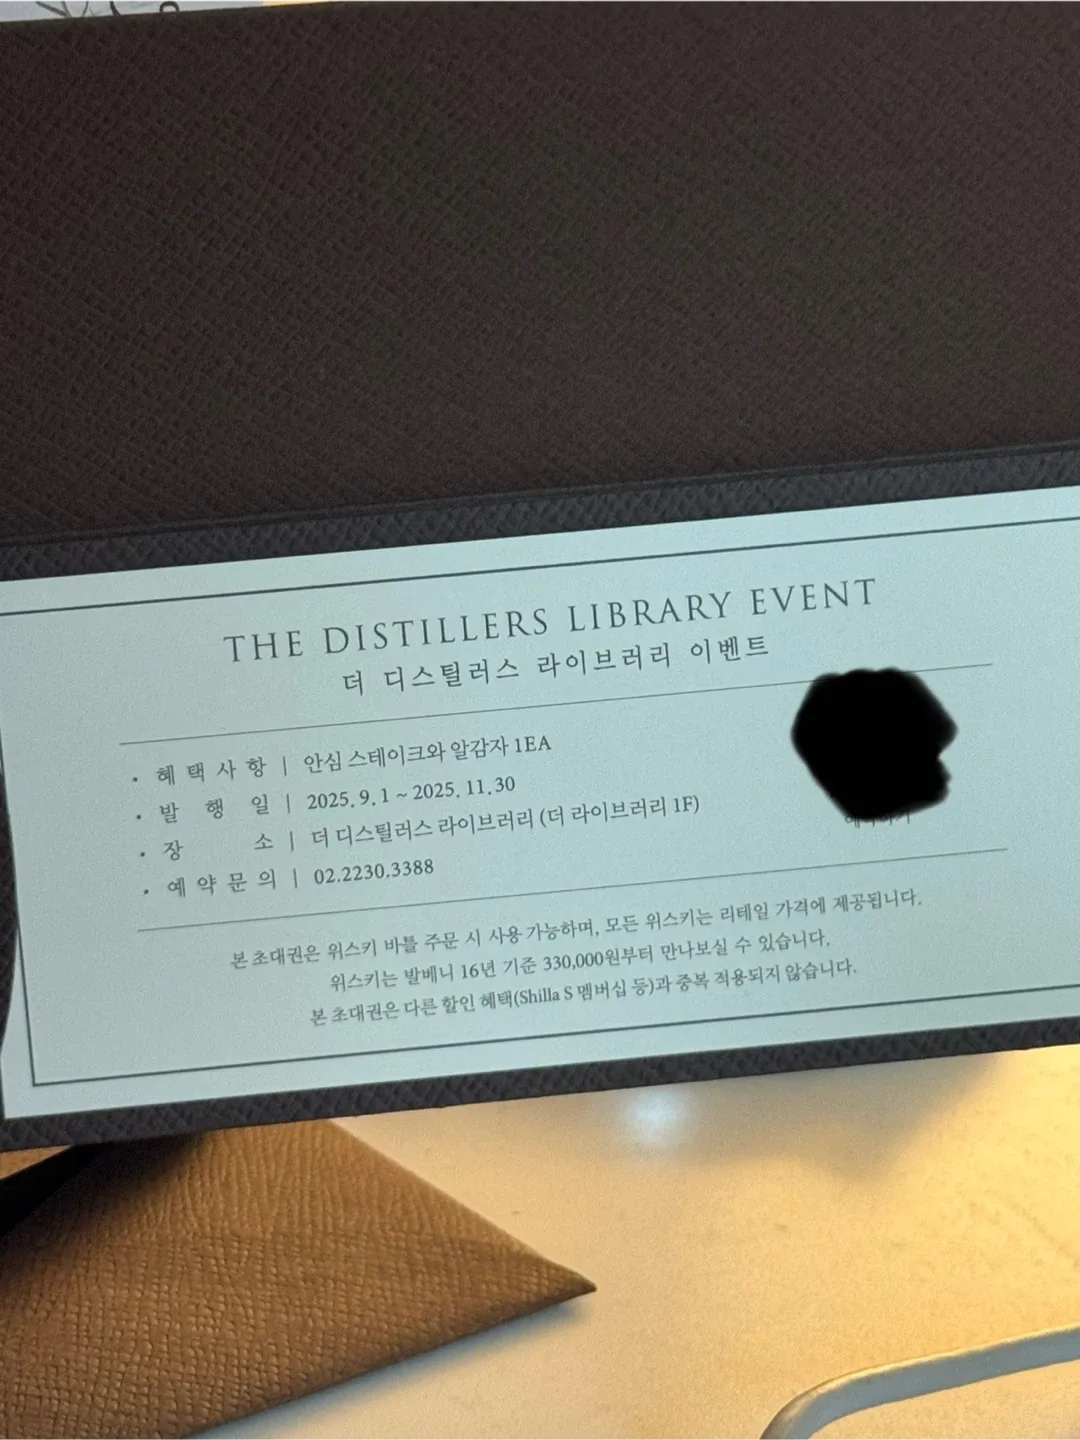 THE DISTILLERS LIBRARY EVENT
더 디스틸러스 라이브러리 이벤트
• 혜택사항 | 안심 스테이크와 알감자 1EA
• 발행일 | 2025. 9. 1 ~ 2025. 11. 30
• 장소 | 더 디스틸러스 라이브러리 (더 라이브러리 1F)
• 예약문의 | 02.2230.3388
본 초대권은 위스키 바틀 주문 시 사용 가능하며, 모든 위스키는 리테일 가격에 제공됩니다.
위스키는 발베니 16년 기준 330,000원부터 만나보실 수 있습니다.
본 초대권은 다른 할인 혜택(Shilla S 멤버십 등)과 중복 적용되지 않습니다.